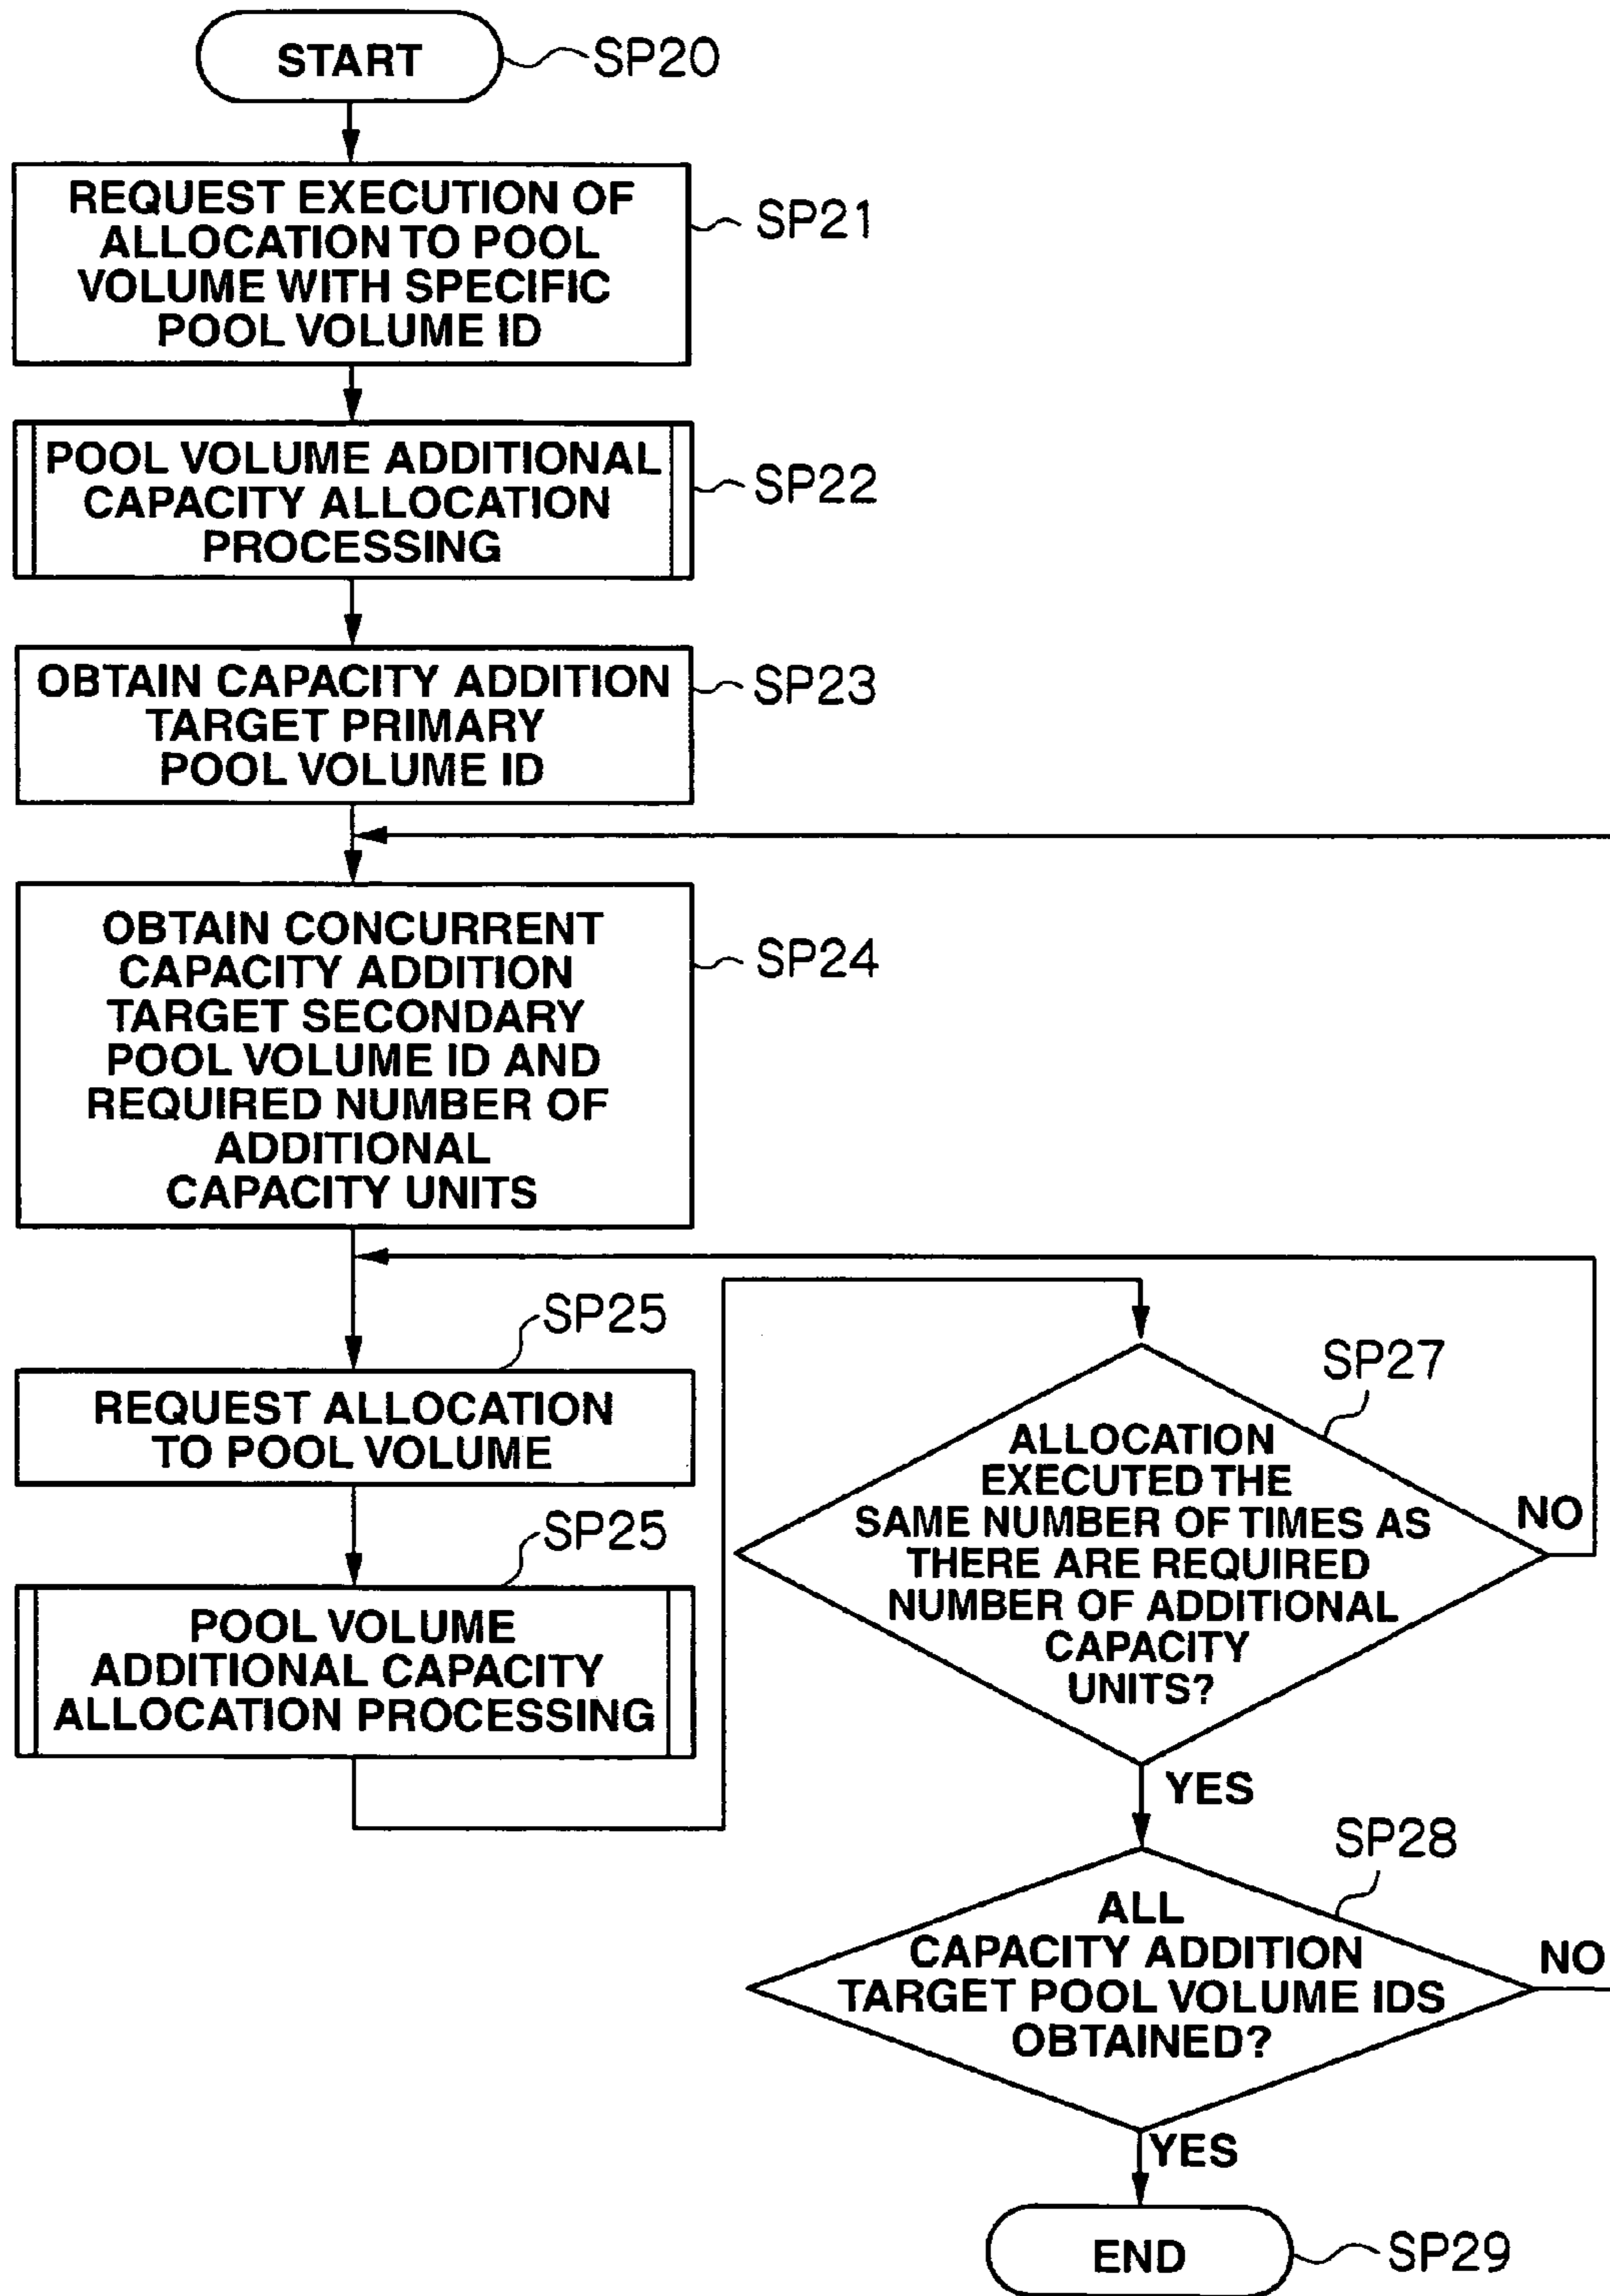 START
SP20
REQUEST EXECUTION OF
ALLOCATION TO POOL
VOLUME WITH SPECIFIC
POOL VOLUME ID
SP21
POOL VOLUME ADDITIONAL
CAPACITY ALLOCATION
PROCESSING
SP22
OBTAIN CAPACITY ADDITION
TARGET PRIMARY
POOL VOLUME ID
SP23
OBTAIN CONCURRENT
CAPACITY ADDITION
TARGET SECONDARY
POOL VOLUME ID AND
REQUIRED NUMBER OF
ADDITIONAL
CAPACITY UNITS
SP24
SP25
REQUEST ALLOCATION
TO POOL VOLUME
SP25
POOL VOLUME
ADDITIONAL CAPACITY
ALLOCATION PROCESSING
SP27
ALLOCATION
EXECUTED THE
SAME NUMBER OF TIMES AS
THERE ARE REQUIRED
NUMBER OF ADDITIONAL
CAPACITY
UNITS?
NO
YES
SP28
ALL
CAPACITY ADDITION
TARGET POOL VOLUME IDS
OBTAINED?
NO
YES
END
SP29